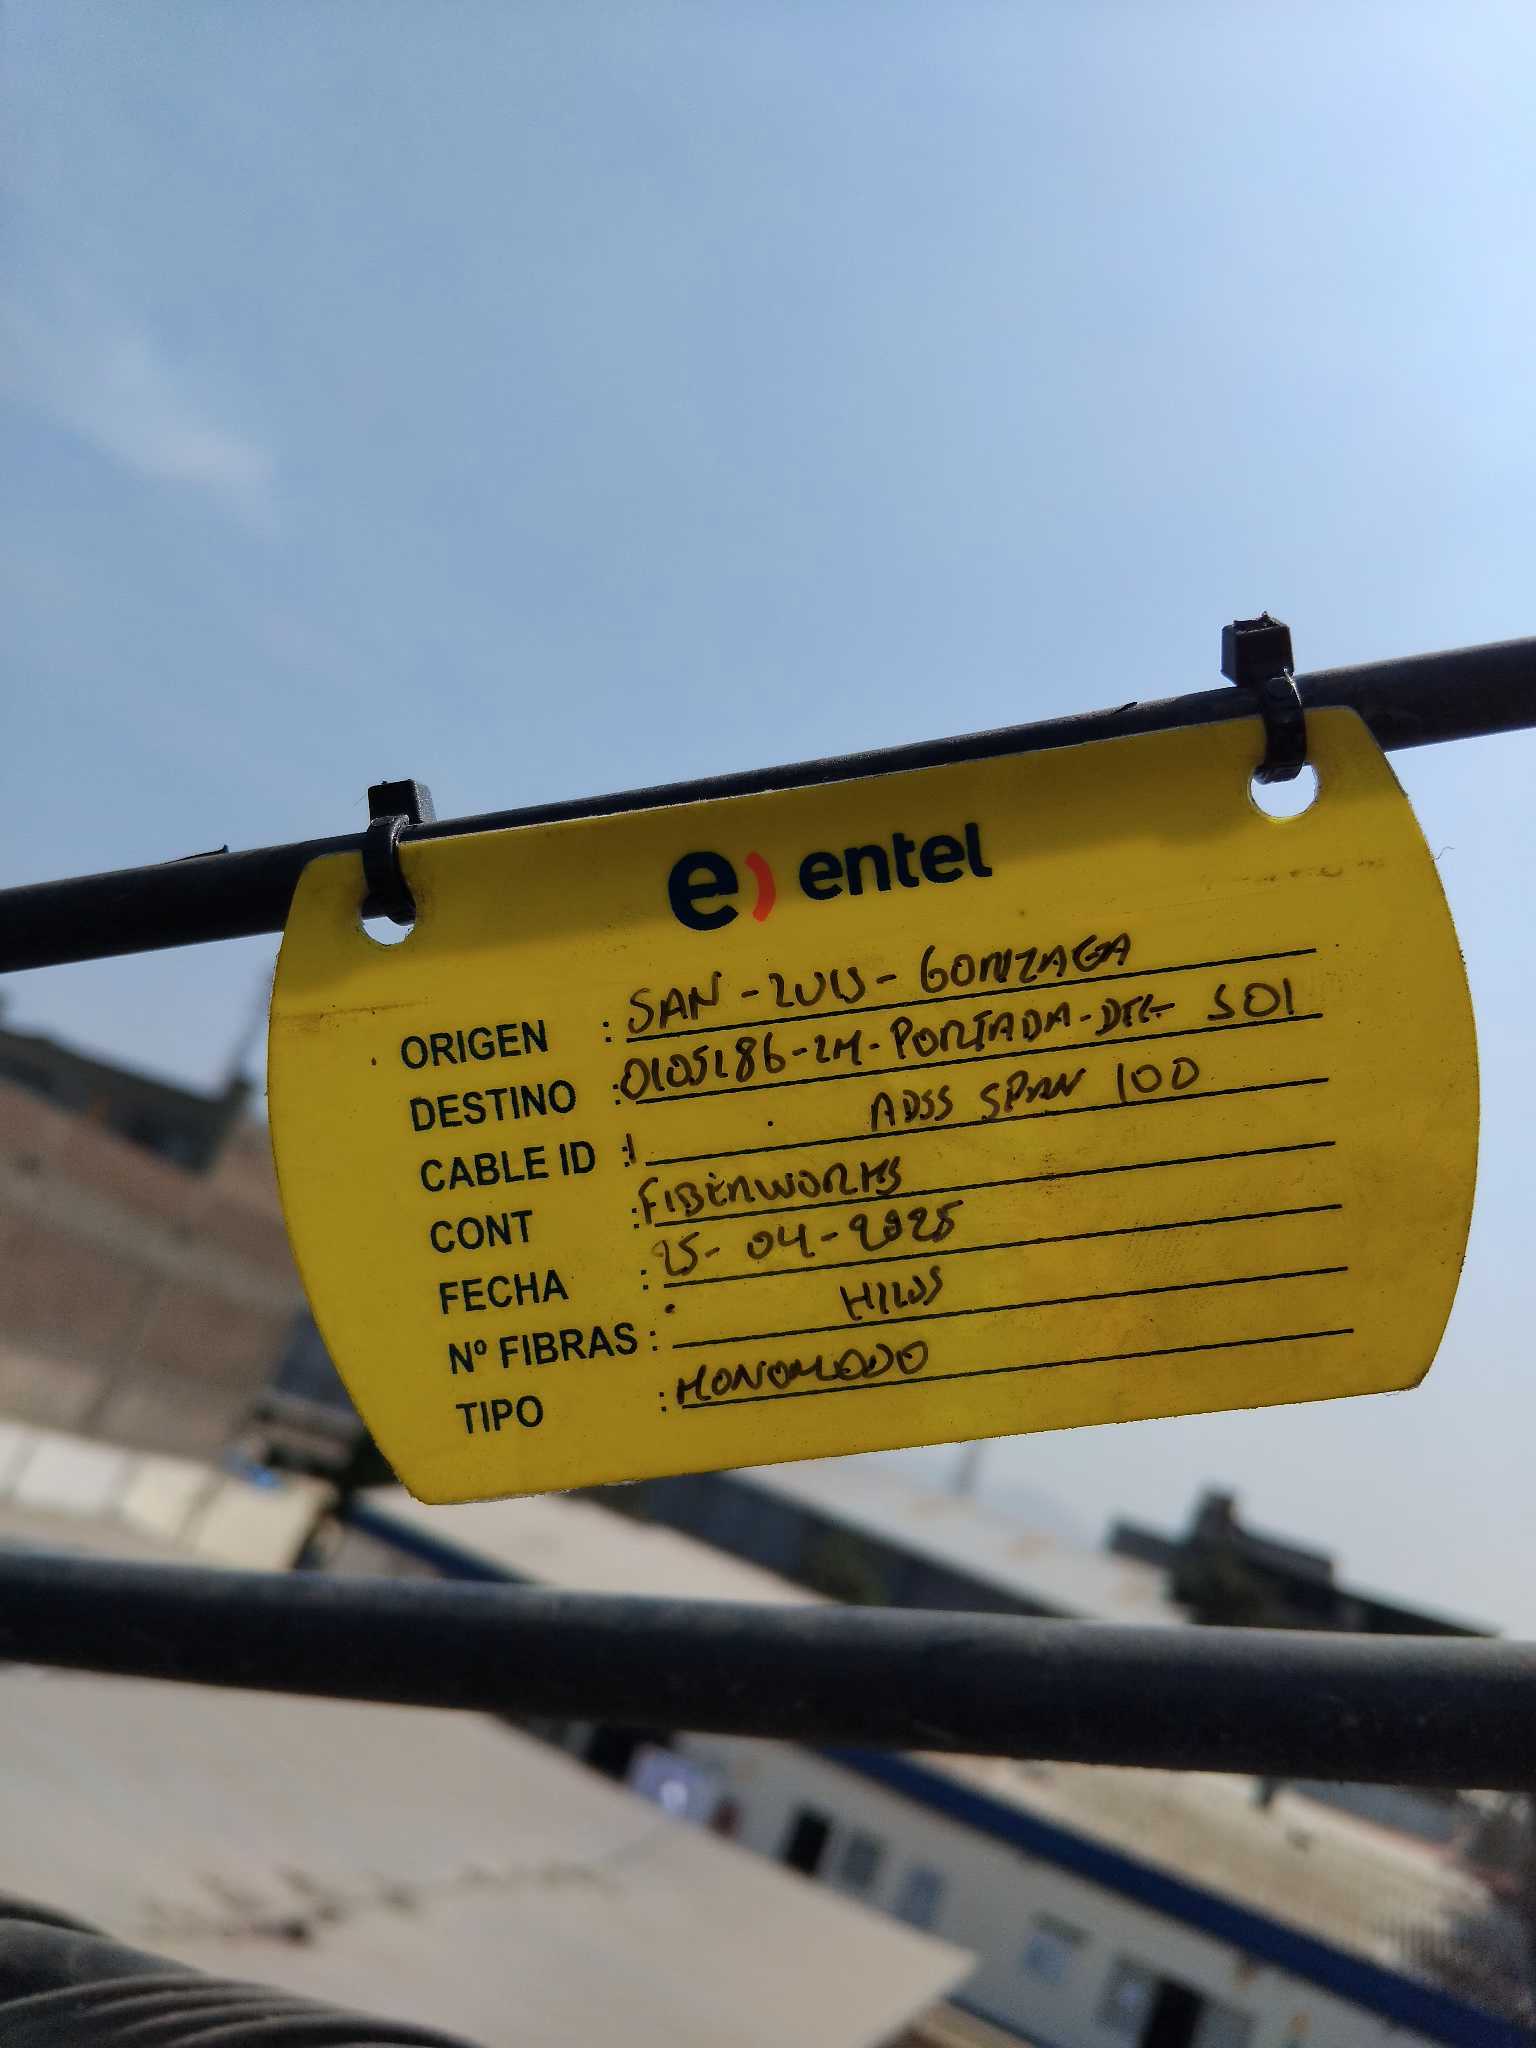 e) entel
ORIGEN : SAN - LUIS - GONZAGA
DESTINO : 0105186-LM-PORTADA-DEL SOL
CABLE ID : ADSS SPAN 100
CONT : FIBERWORKS
FECHA : 25-04-2025
Nº FIBRAS : HILOS
TIPO : MONOMODO